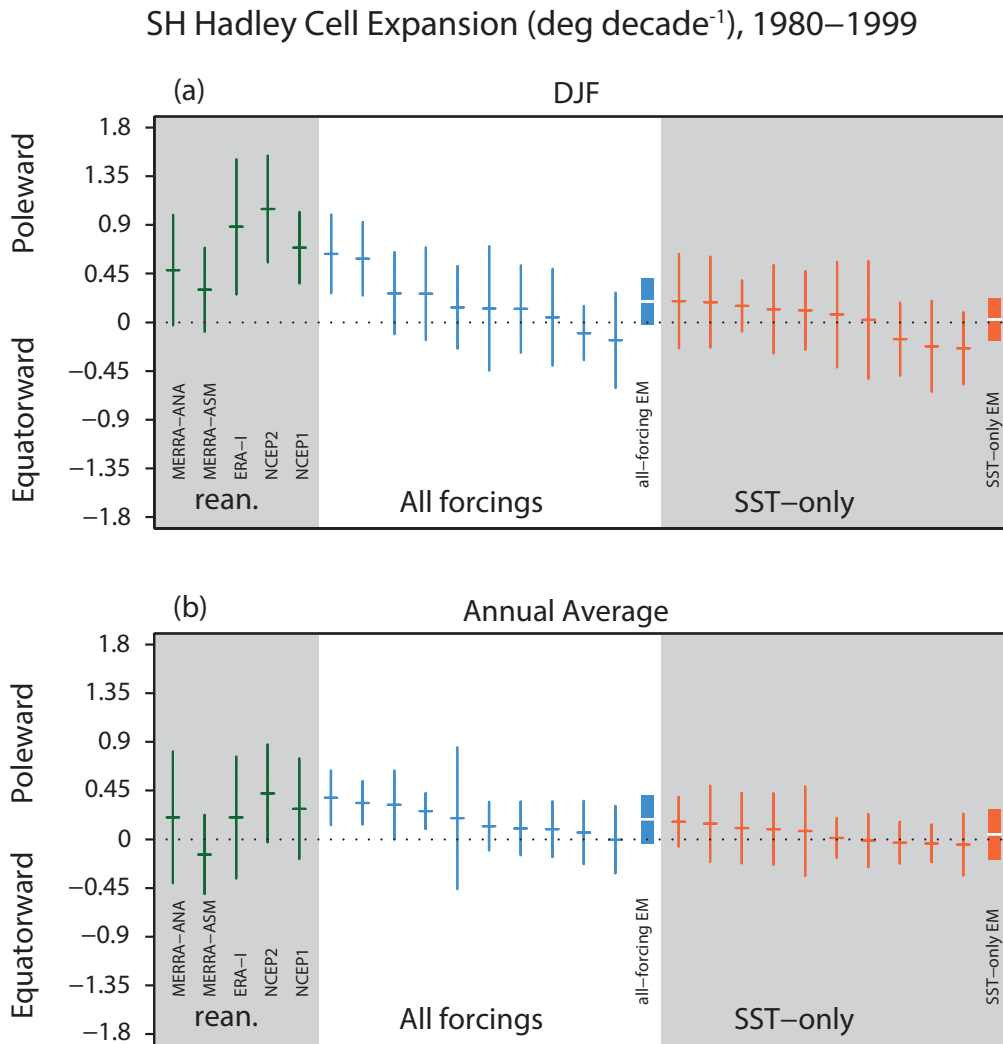 SH Hadley Cell Expansion (deg decade⁻¹), 1980–1999
(a)
DJF
Poleward
Equatorward
1.8
1.35
0.9
0.45
0
−0.45
−0.9
−1.35
−1.8
MERRA−ANA
MERRA−ASM
ERA−I
NCEP2
NCEP1
all−forcing EM
SST−only EM
rean.
All forcings
SST−only
(b)
Annual Average
Poleward
Equatorward
1.8
1.35
0.9
0.45
0
−0.45
−0.9
−1.35
−1.8
MERRA−ANA
MERRA−ASM
ERA−I
NCEP2
NCEP1
all−forcing EM
SST−only EM
rean.
All forcings
SST−only